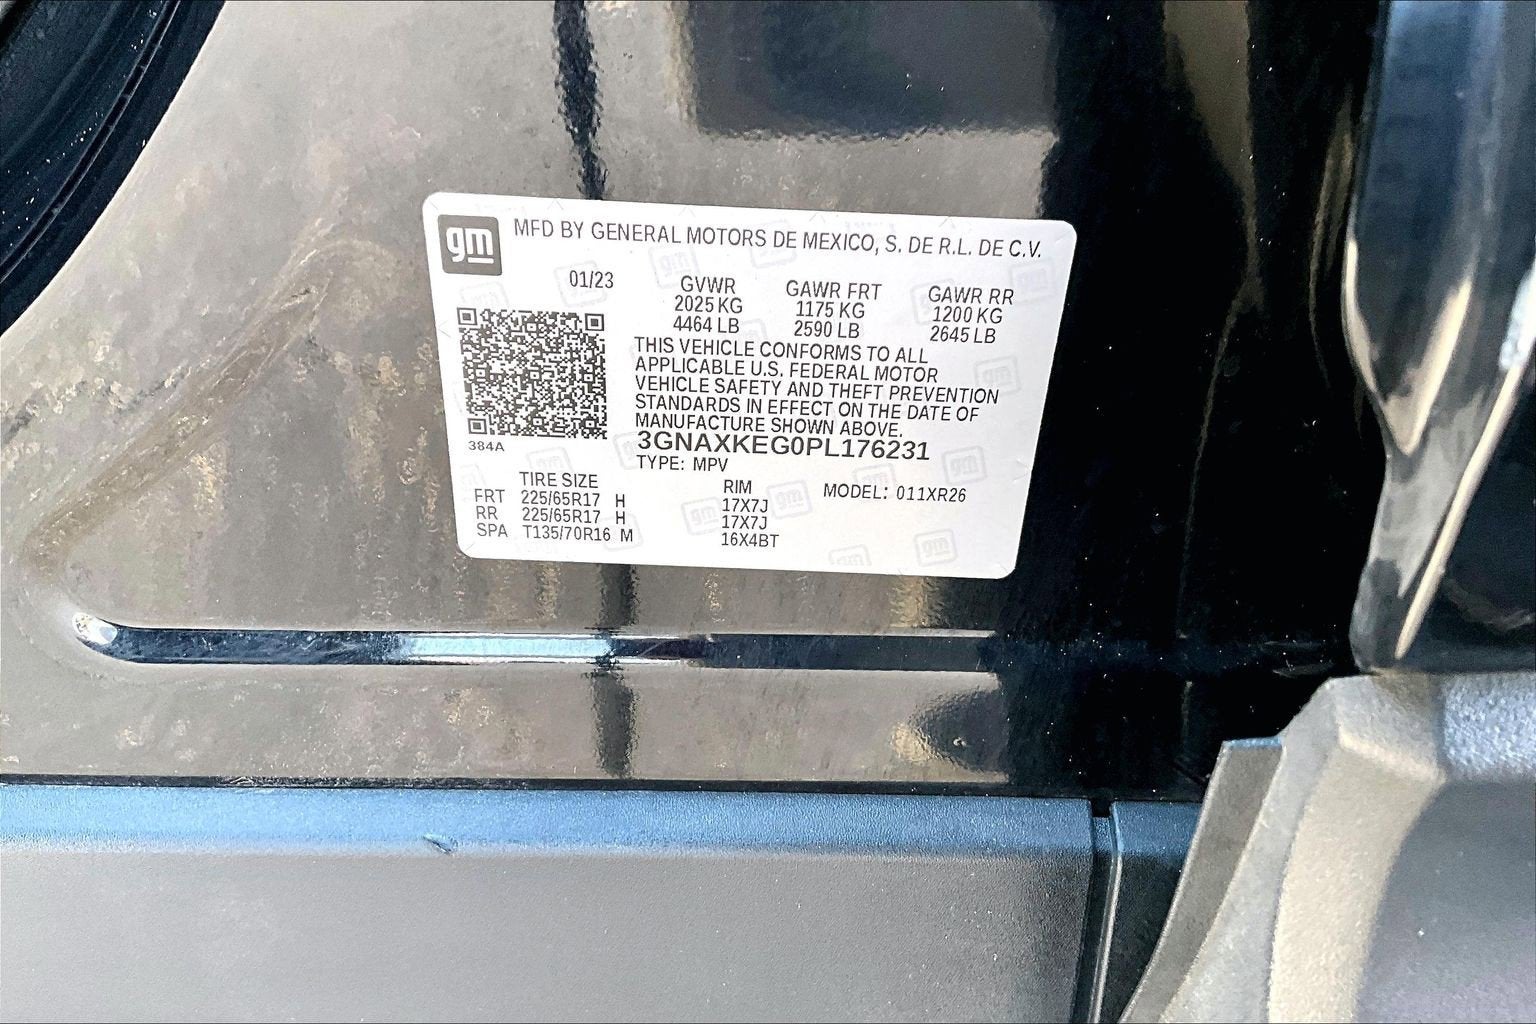 gm
MFD BY GENERAL MOTORS DE MEXICO, S. DE R.L. DE C.V.
01/23 GVWR GAWR FRT GAWR RR
2025 KG 1175 KG 1200 KG
4464 LB 2590 LB 2645 LB
THIS VEHICLE CONFORMS TO ALL
APPLICABLE U.S. FEDERAL MOTOR
VEHICLE SAFETY AND THEFT PREVENTION
STANDARDS IN EFFECT ON THE DATE OF
MANUFACTURE SHOWN ABOVE.
384A
3GNAXKEG0PL176231
TYPE: MPV
TIRE SIZE RIM MODEL: 011XR26
FRT 225/65R17 H 17X7J
RR 225/65R17 H 17X7J
SPA T135/70R16 M 16X4BT